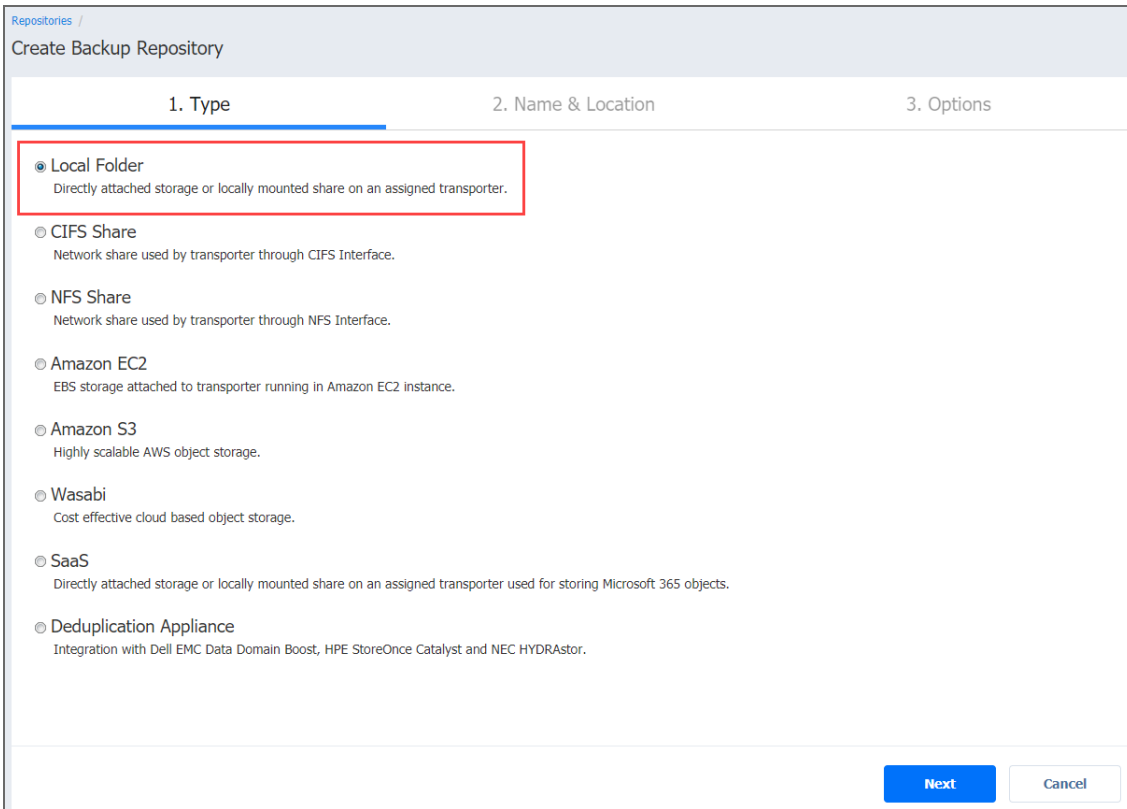 Repositories /
Create Backup Repository
1. Type
2. Name & Location
3. Options
Local Folder
Directly attached storage or locally mounted share on an assigned transporter.
CIFS Share
Network share used by transporter through CIFS Interface.
NFS Share
Network share used by transporter through NFS Interface.
Amazon EC2
EBS storage attached to transporter running in Amazon EC2 instance.
Amazon S3
Highly scalable AWS object storage.
Wasabi
Cost effective cloud based object storage.
SaaS
Directly attached storage or locally mounted share on an assigned transporter used for storing Microsoft 365 objects.
Deduplication Appliance
Integration with Dell EMC Data Domain Boost, HPE StoreOnce Catalyst and NEC HYDRAstor.
Next
Cancel